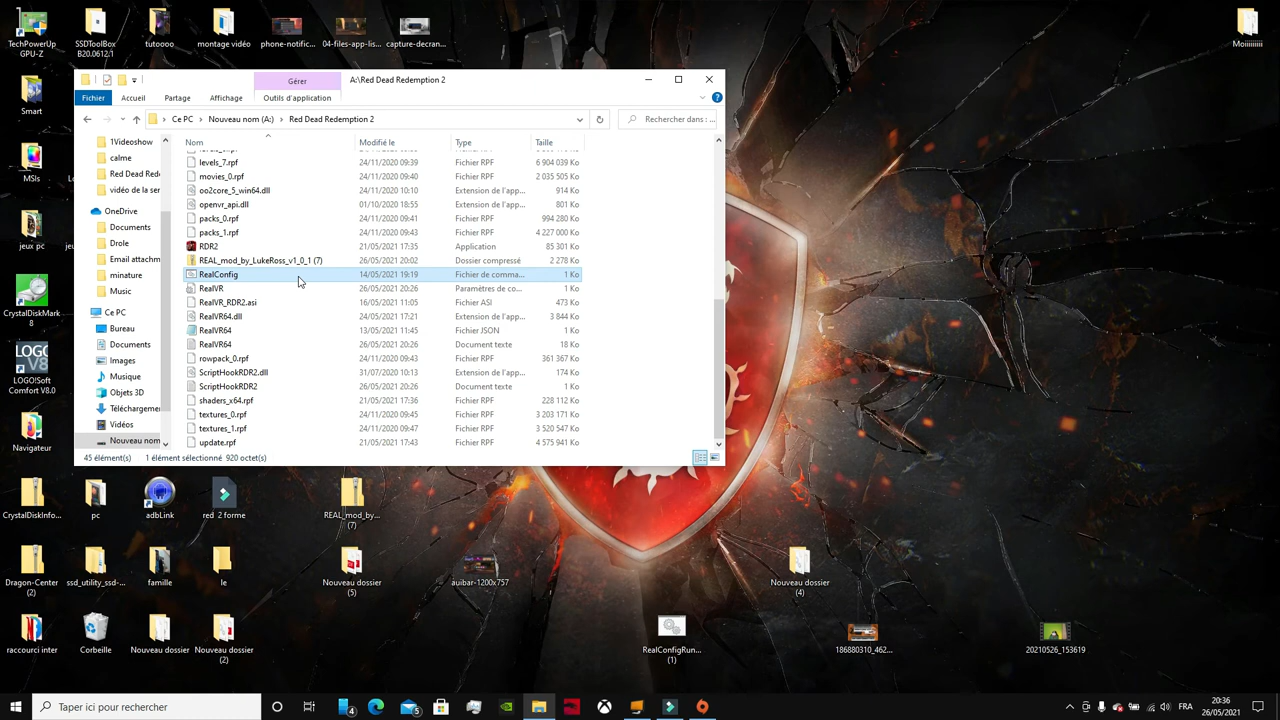 TechPowerUp GPU-Z
SSDToolBox B20.0612.1
tutoooo
montage vidéo
phone-notific...
04-files-app-lis...
capture-decran...
Moiiiiiiiii
Smart
MSIs
jeux pc
CrystalDiskMark 8
LOGO!Soft Comfort V8.0
Navigateur
Gérer
A:\Red Dead Redemption 2
Fichier
Accueil
Partage
Affichage
Outils d'application
Ce PC > Nouveau nom (A:) > Red Dead Redemption 2
Rechercher dans : ...
1Videoshow
calme
Red Dead Rede
vidéo de la ser
OneDrive
Documents
Drole
Email attachm
minature
Music
Ce PC
Bureau
Documents
Images
Musique
Objets 3D
Téléchargeme
Vidéos
Nouveau nom
Nom Modifié le Type Taille
levels_7.rpf 24/11/2020 09:39 Fichier RPF 6 904 039 Ko
movies_0.rpf 24/11/2020 09:40 Fichier RPF 2 035 505 Ko
oo2core_5_win64.dll 24/11/2020 10:10 Extension de l'app... 914 Ko
openvr_api.dll 01/10/2020 18:55 Extension de l'app... 801 Ko
packs_0.rpf 24/11/2020 09:41 Fichier RPF 994 280 Ko
packs_1.rpf 24/11/2020 09:43 Fichier RPF 4 227 000 Ko
RDR2 21/05/2021 17:35 Application 85 301 Ko
REAL_mod_by_LukeRoss_v1_0_1 (7) 26/05/2021 20:02 Dossier compressé 2 278 Ko
RealConfig 14/05/2021 19:19 Fichier de comma... 1 Ko
RealVR 26/05/2021 20:26 Paramètres de co... 1 Ko
RealVR_RDR2.asi 16/05/2021 11:05 Fichier ASI 473 Ko
RealVR64.dll 24/05/2021 17:21 Extension de l'app... 3 844 Ko
RealVR64 13/05/2021 11:45 Fichier JSON 1 Ko
RealVR64 26/05/2021 20:26 Document texte 18 Ko
rowpack_0.rpf 24/11/2020 09:43 Fichier RPF 361 367 Ko
ScriptHookRDR2.dll 31/07/2020 10:13 Extension de l'app... 174 Ko
ScriptHookRDR2 26/05/2021 20:26 Document texte 1 Ko
shaders_x64.rpf 21/05/2021 17:36 Fichier RPF 228 112 Ko
textures_0.rpf 24/11/2020 09:45 Fichier RPF 3 203 171 Ko
textures_1.rpf 24/11/2020 09:47 Fichier RPF 3 520 547 Ko
update.rpf 21/05/2021 17:43 Fichier RPF 4 575 941 Ko
45 élément(s) 1 élément sélectionné 920 octet(s)
CrystalDiskInfo...
pc
adbLink
red 2 forme
REAL_mod_by... (7)
Dragon-Center (2)
ssd_utility_ssd-...
famille
le
Nouveau dossier (5)
auibar-1200x757
Nouveau dossier (4)
raccourci inter
Corbeille
Nouveau dossier
Nouveau dossier (2)
RealConfigRun... (1)
186880310_462...
20210526_153619
Taper ici pour rechercher
4
5
FRA
20:36
26/05/2021